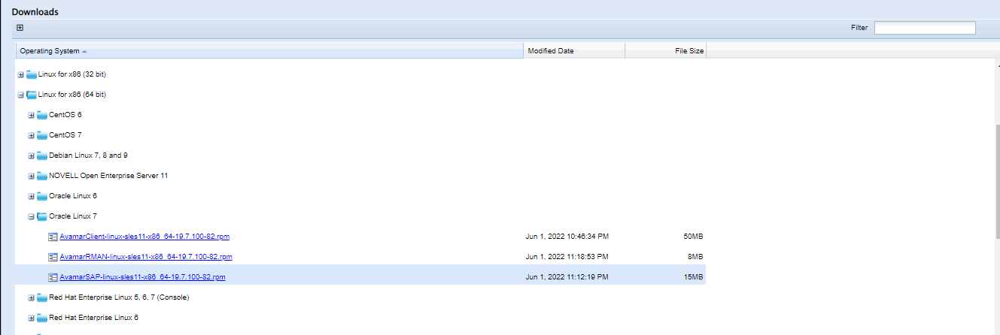 Downloads
Filter
Operating System Modified Date File Size
Linux for x86 (32 bit)
Linux for x86 (64 bit)
CentOS 6
CentOS 7
Debian Linux 7, 8 and 9
NOVELL Open Enterprise Server 11
Oracle Linux 6
Oracle Linux 7
AvamarClient-linux-sles11-x86_64-19.7.100-82.rpm Jun 1, 2022 10:46:34 PM 50MB
AvamarRMAN-linux-sles11-x86_64-19.7.100-82.rpm Jun 1, 2022 11:18:53 PM 8MB
AvamarSAP-linux-sles11-x86_64-19.7.100-82.rpm Jun 1, 2022 11:12:19 PM 15MB
Red Hat Enterprise Linux 5, 6, 7 (Console)
Red Hat Enterprise Linux 6